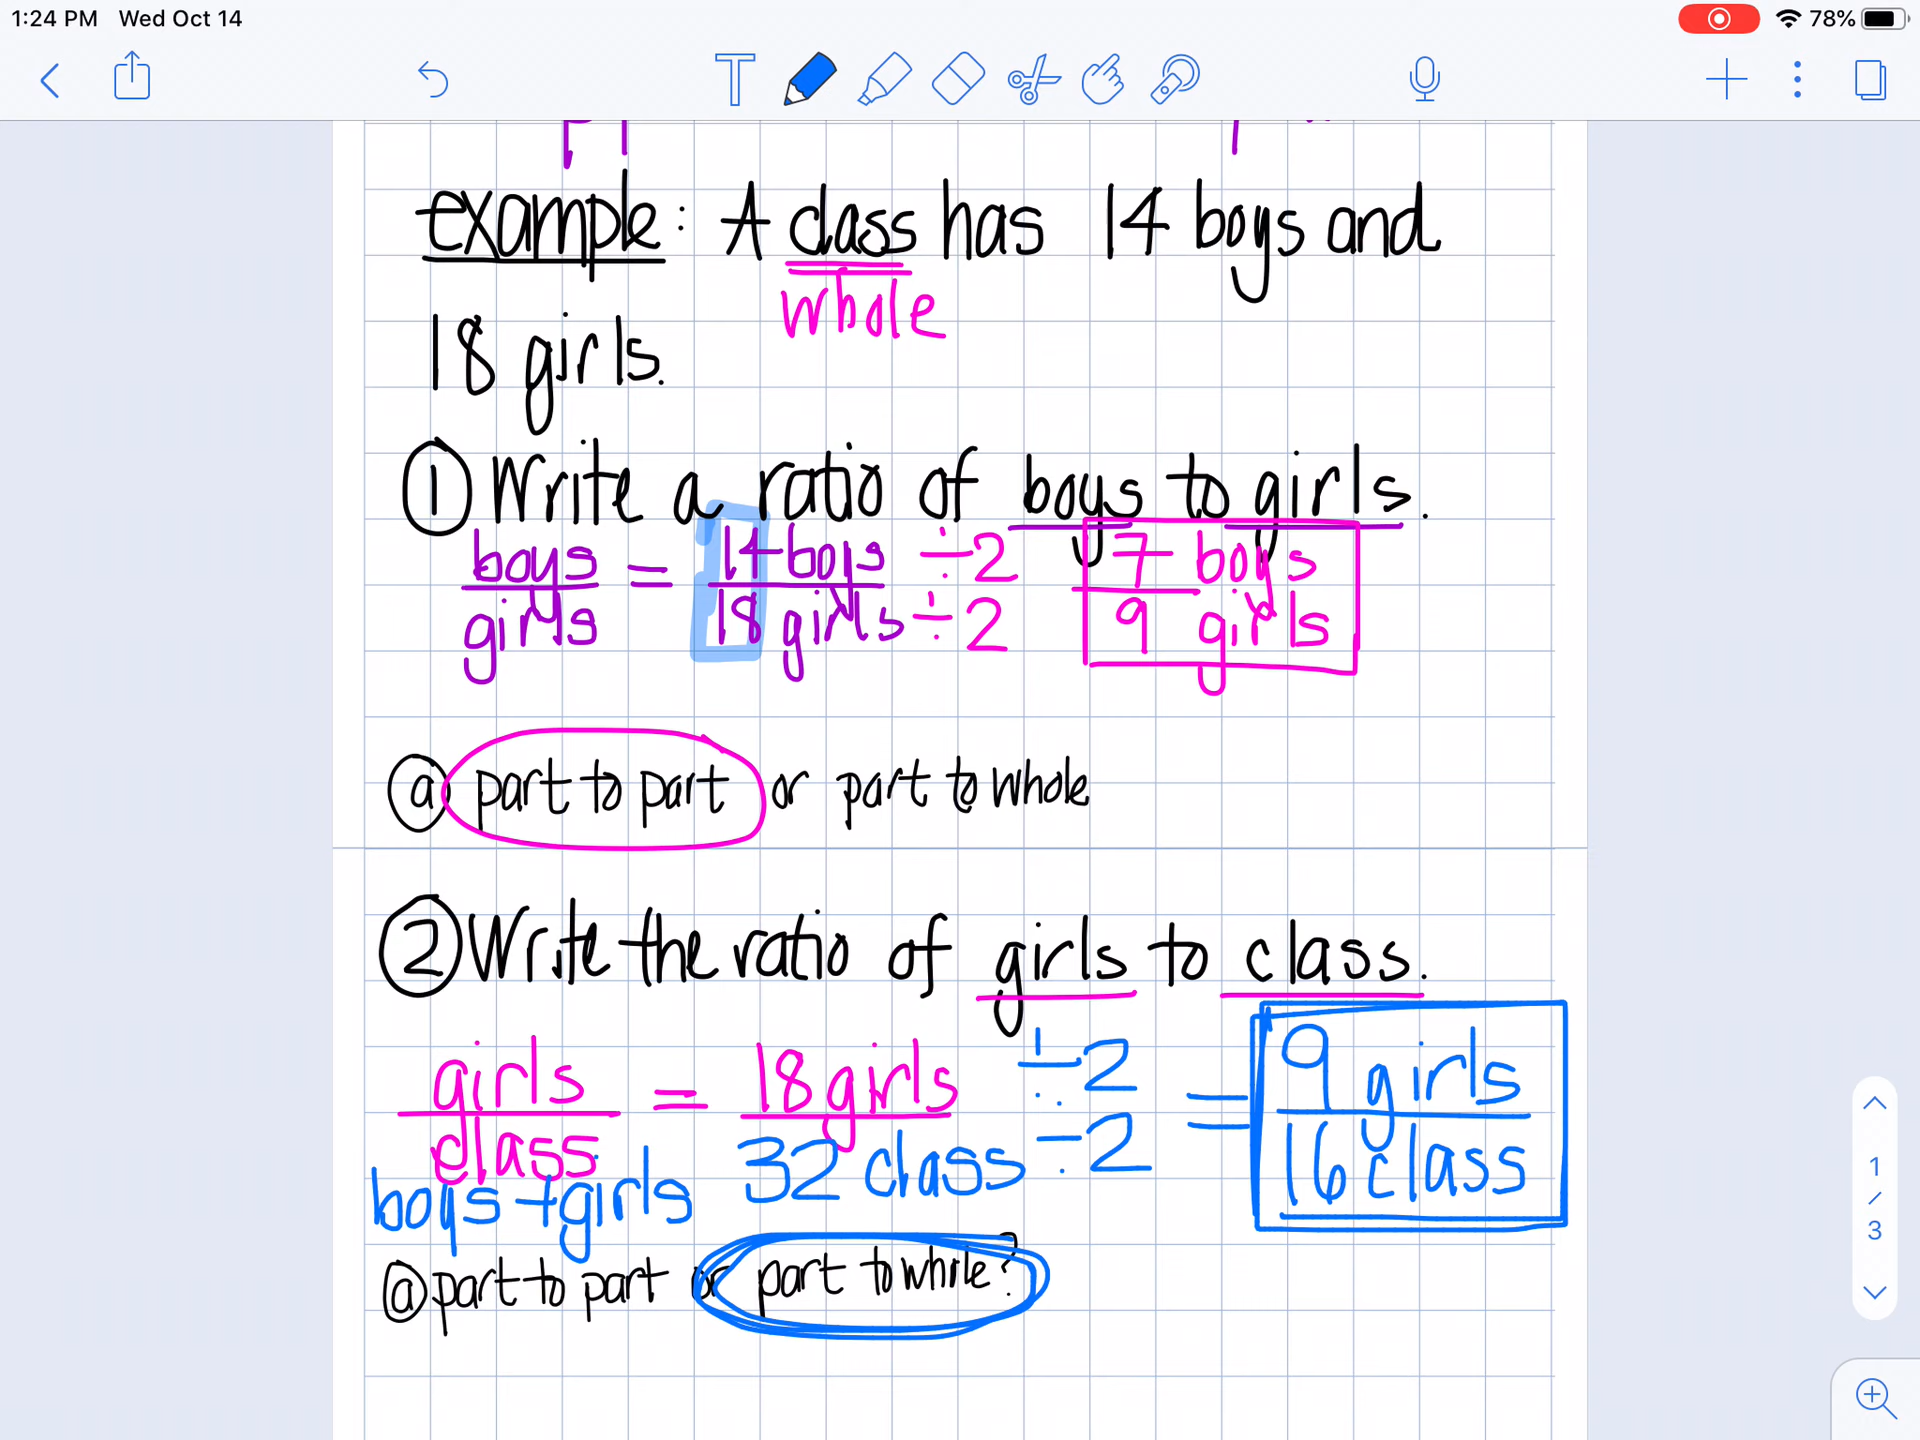 1:24 PM Wed Oct 14
78%
example: A class has 14 boys and
whole
18 girls.
① Write a ratio of boys to girls.
boys = 14 boys ÷2 7 boys
girls 18 girls ÷2 9 girls
ⓐ part to part or part to whole
② Write the ratio of girls to class.
girls = 18 girls ÷2 = 9 girls
class 32 class ÷2 16 class
boys + girls
ⓐ part to part or part to whole?
1
/
3